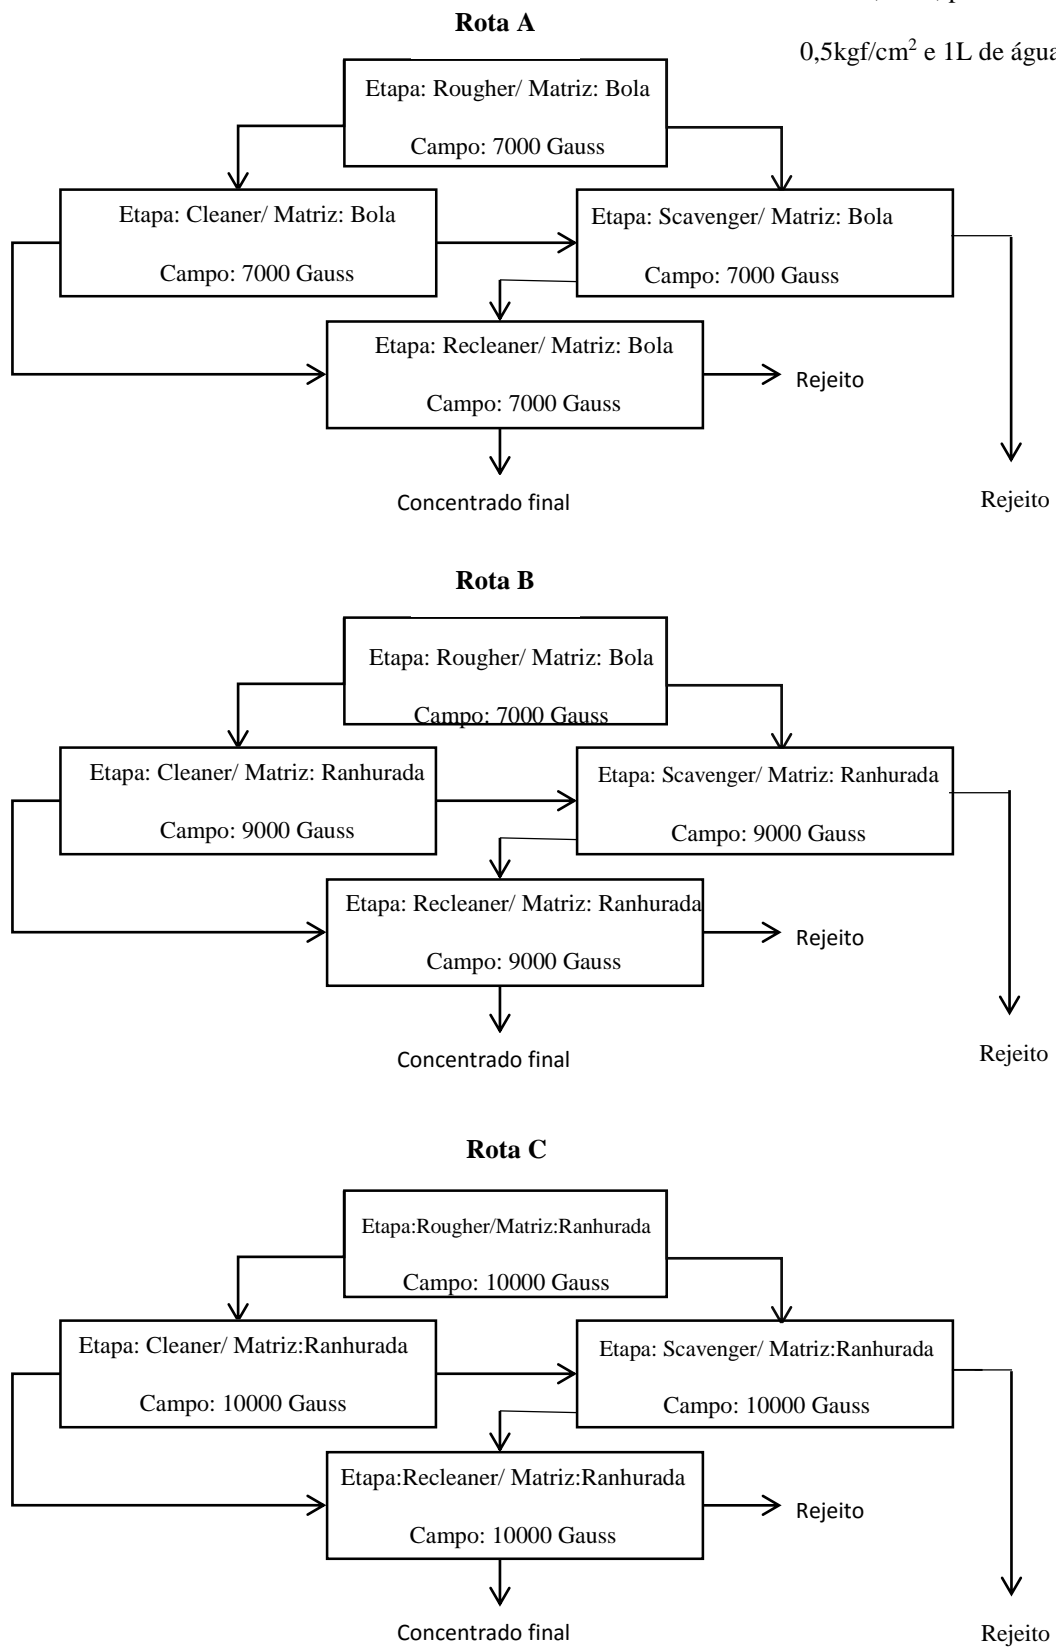 0,5kgf/cm² e 1L de água
Rota A
Etapa: Rougher/ Matriz: Bola
Campo: 7000 Gauss
Etapa: Cleaner/ Matriz: Bola
Campo: 7000 Gauss
Etapa: Scavenger/ Matriz: Bola
Campo: 7000 Gauss
Etapa: Recleaner/ Matriz: Bola
Campo: 7000 Gauss
Rejeito
Concentrado final
Rejeito
Rota B
Etapa: Rougher/ Matriz: Bola
Campo: 7000 Gauss
Etapa: Cleaner/ Matriz: Ranhurada
Campo: 9000 Gauss
Etapa: Scavenger/ Matriz: Ranhurada
Campo: 9000 Gauss
Etapa: Recleaner/ Matriz: Ranhurada
Campo: 9000 Gauss
Rejeito
Concentrado final
Rejeito
Rota C
Etapa:Rougher/Matriz:Ranhurada
Campo: 10000 Gauss
Etapa: Cleaner/ Matriz:Ranhurada
Campo: 10000 Gauss
Etapa: Scavenger/ Matriz:Ranhurada
Campo: 10000 Gauss
Etapa:Recleaner/ Matriz:Ranhurada
Campo: 10000 Gauss
Rejeito
Concentrado final
Rejeito